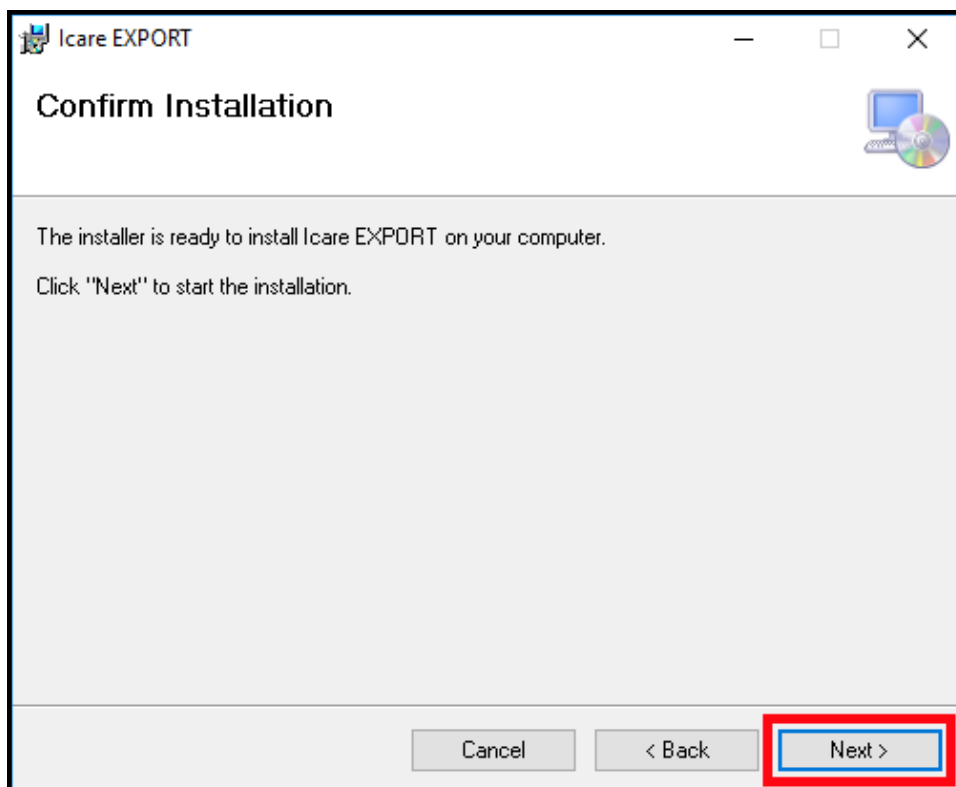 Icare EXPORT
Confirm Installation
The installer is ready to install Icare EXPORT on your computer.
Click "Next" to start the installation.
Cancel
< Back
Next >